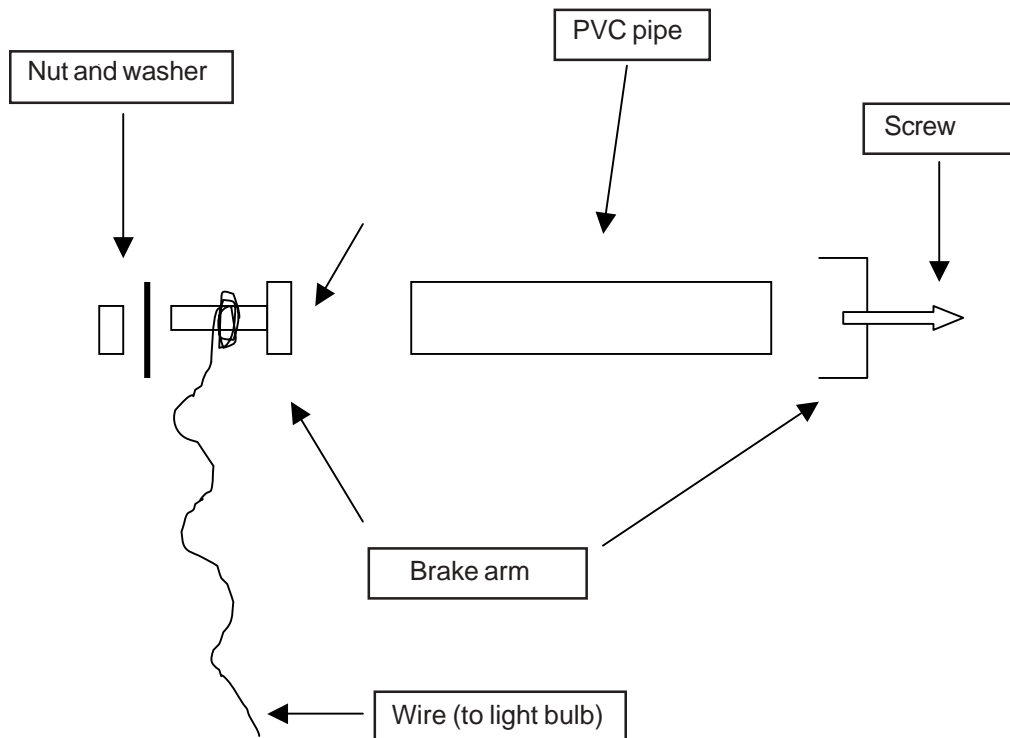 PVC pipe
Nut and washer
Screw
Brake arm
Wire (to light bulb)